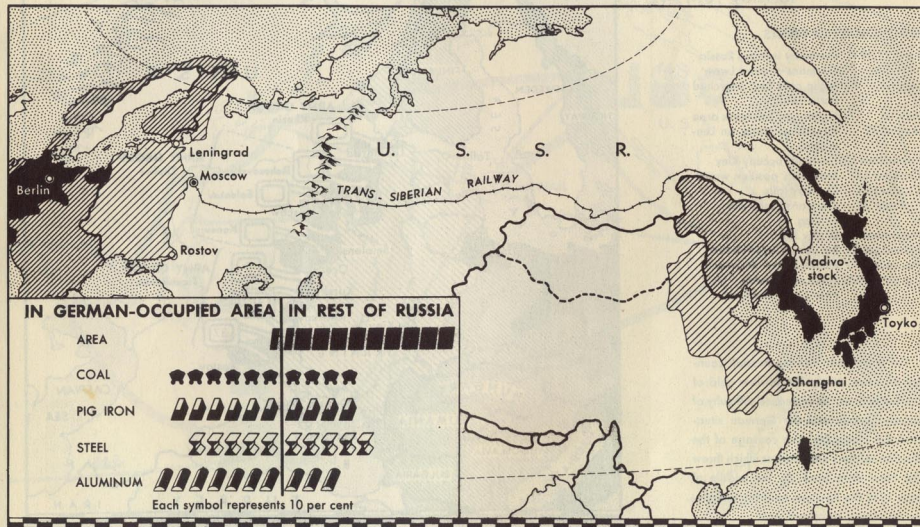 U. S. S. R.
Leningrad
Moscow
Berlin
TRANS-SIBERIAN RAILWAY
Rostov
Vladivo-
stock
Toyko
Shanghai
IN GERMAN-OCCUPIED AREA IN REST OF RUSSIA
AREA
COAL
PIG IRON
STEEL
ALUMINUM
Each symbol represents 10 per cent